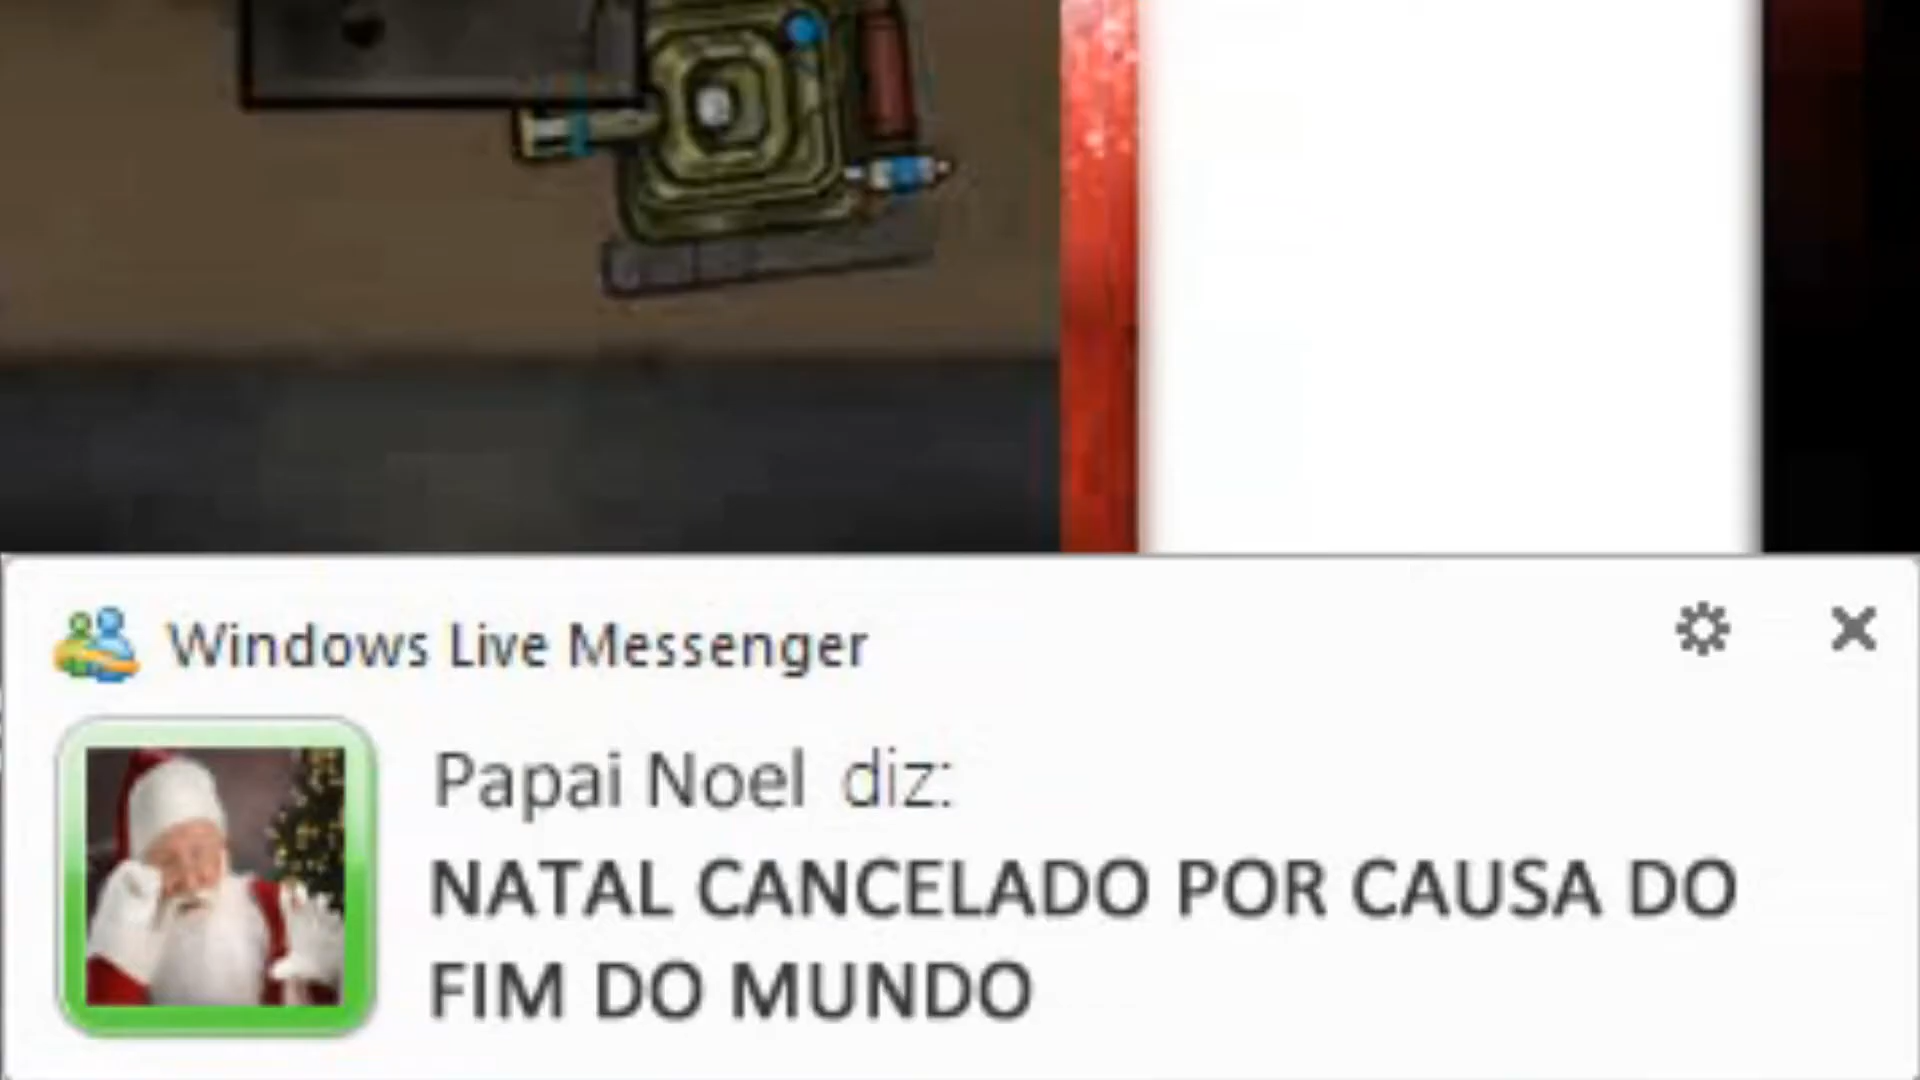 Windows Live Messenger
Papai Noel diz:
NATAL CANCELADO POR CAUSA DO
FIM DO MUNDO